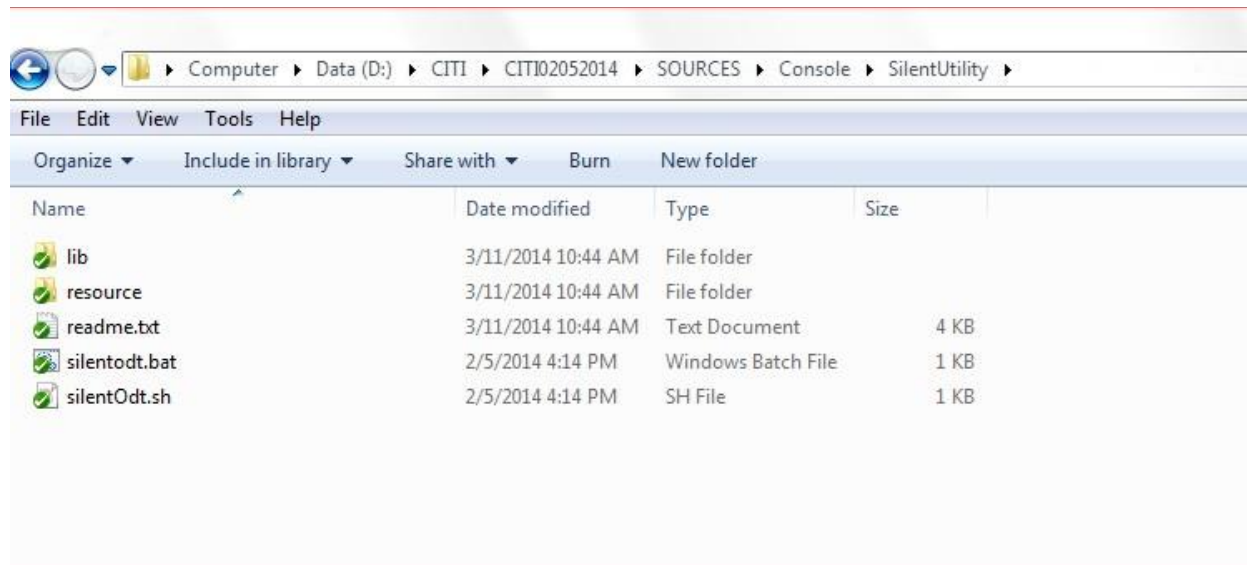 Computer Data (D:) CITI CITI02052014 SOURCES Console SilentUtility
File Edit View Tools Help
Organize Include in library Share with Burn New folder
Name Date modified Type Size
lib 3/11/2014 10:44 AM File folder
resource 3/11/2014 10:44 AM File folder
readme.txt 3/11/2014 10:44 AM Text Document 4 KB
silentodt.bat 2/5/2014 4:14 PM Windows Batch File 1 KB
silentOdt.sh 2/5/2014 4:14 PM SH File 1 KB